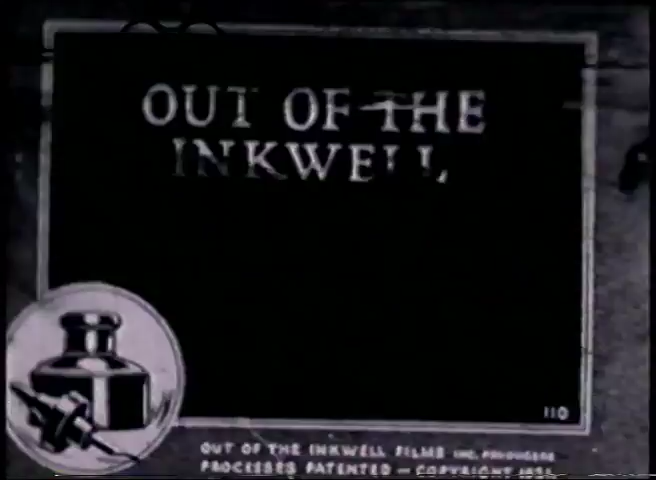 OUT OF THE
INKWELL
110
OUT OF THE INKWELL FILMS INC. PRODUCERS
PROCESSES PATENTED — COPYRIGHT